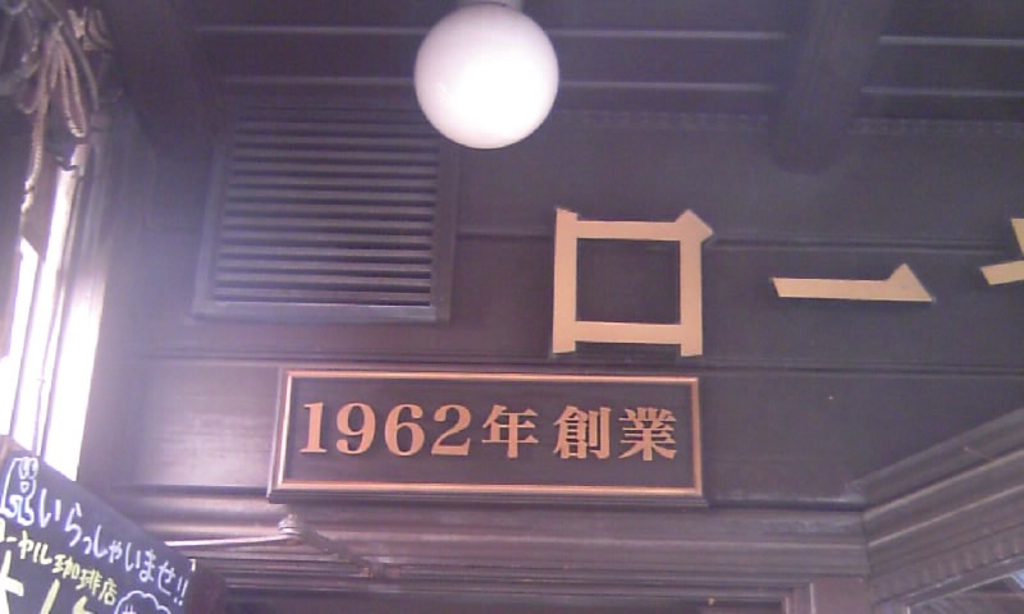 ロー
1962年 創業
いらっしゃいませ!!
ローヤル珈琲店